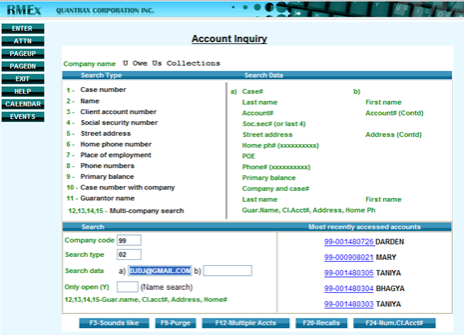 RMEx QUANTRAX CORPORATION INC.
ENTER
ATTN
PAGEUP
PAGEDN
EXIT
HELP
CALENDAR
EVENTS
Account Inquiry
Company name U Owe Us Collections
Search Type Search Data
1 - Case number a) Case# b)
2 - Name Last name First name
3 - Client account number Account# Account# (Contd)
4 - Social security number Soc.sec# (or last 4)
5 - Street address Street address Address (Contd)
6 - Home phone number Home ph# (xxxxxxxxxx)
7 - Place of employment POE
8 - Phone numbers Phone# (xxxxxxxxxx)
9 - Primary balance Primary balance
10 - Case number with company Company and case#
11 - Guarantor name Last name First name
12,13,14,15 - Multi-company search Guar.Name, Cl.Acct#, Address, Home Ph
Search Most recently accessed accounts
Company code 99
Search type 02
Search data a) DJDJ@GMAIL.COM b)
Only open (Y) (Name search)
12,13,14,15-Guar.name, Cl.acct#, Address, Home#
99-001480726 DARDEN
99-000908021 MARY
99-001480305 TANIYA
99-001480304 BHAGYA
99-001480303 TANIYA
F3-Sounds like F9-Purge F12-Multiple Accts F20-Recalls F24-Num.Cl.Acct#